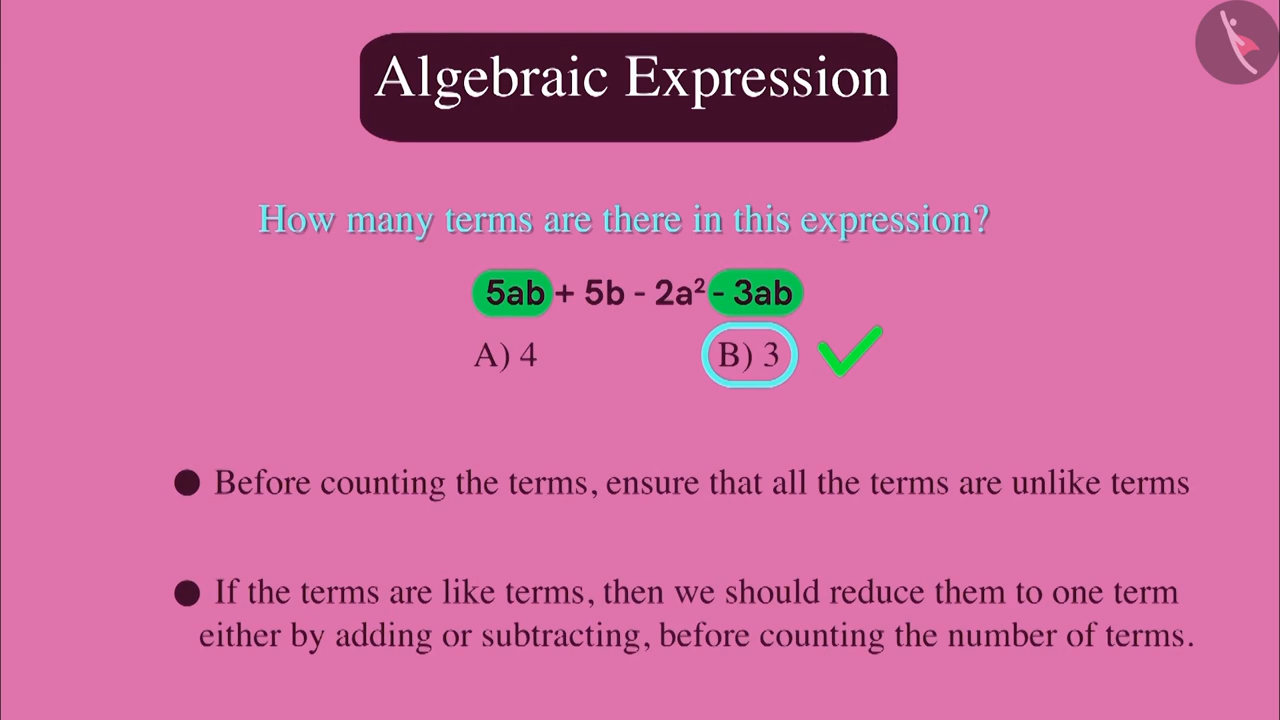 Algebraic Expression
How many terms are there in this expression?
5ab + 5b - 2a² - 3ab
A) 4 B) 3
● Before counting the terms, ensure that all the terms are unlike terms
● If the terms are like terms, then we should reduce them to one term
either by adding or subtracting, before counting the number of terms.